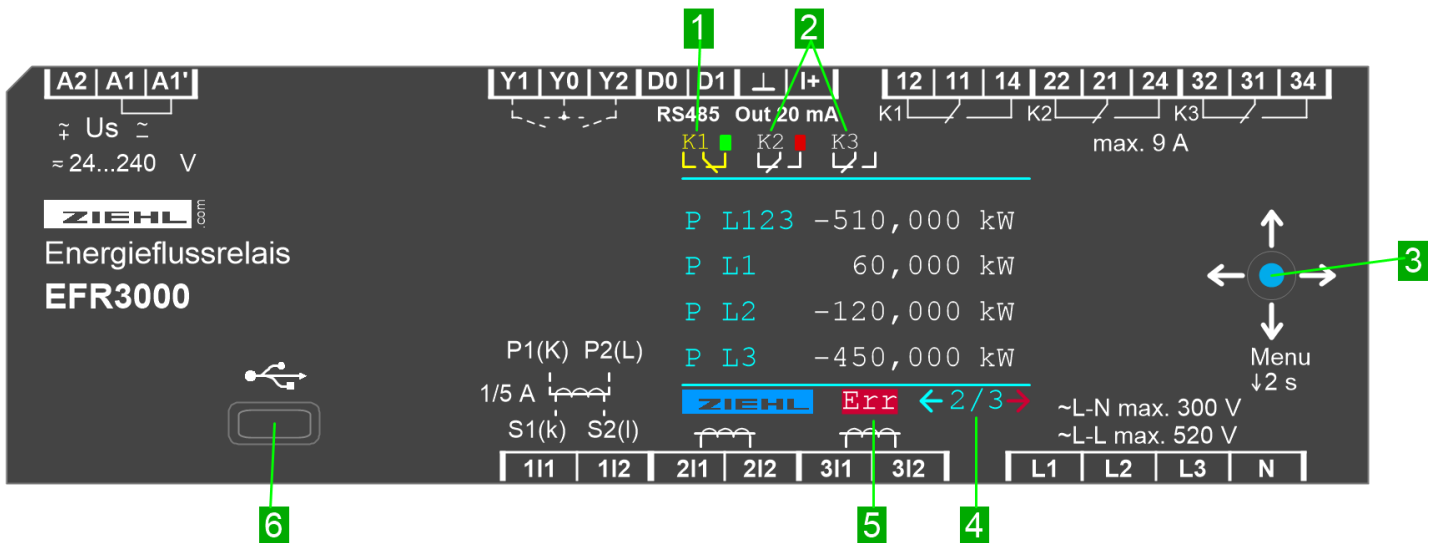 1 2
A2 A1 A1' Y1 Y0 Y2 D0 D1 ⊥ I+ 12 11 14 22 21 24 32 31 34
RS485 Out 20 mA K1 K2 K3
≂ Us ≂
K1 K2 K3
max. 9 A
≈ 24...240 V
ZIEHL .com
Energieflussrelais
EFR3000
P L123 -510,000 kW
P L1 60,000 kW
P L2 -120,000 kW
P L3 -450,000 kW
3
Menu
↓2 s
P1(K) P2(L)
1/5 A
S1(k) S2(l)
ZIEHL Err ←2/3→
~L-N max. 300 V
~L-L max. 520 V
1I1 1I2 2I1 2I2 3I1 3I2 L1 L2 L3 N
6 5 4